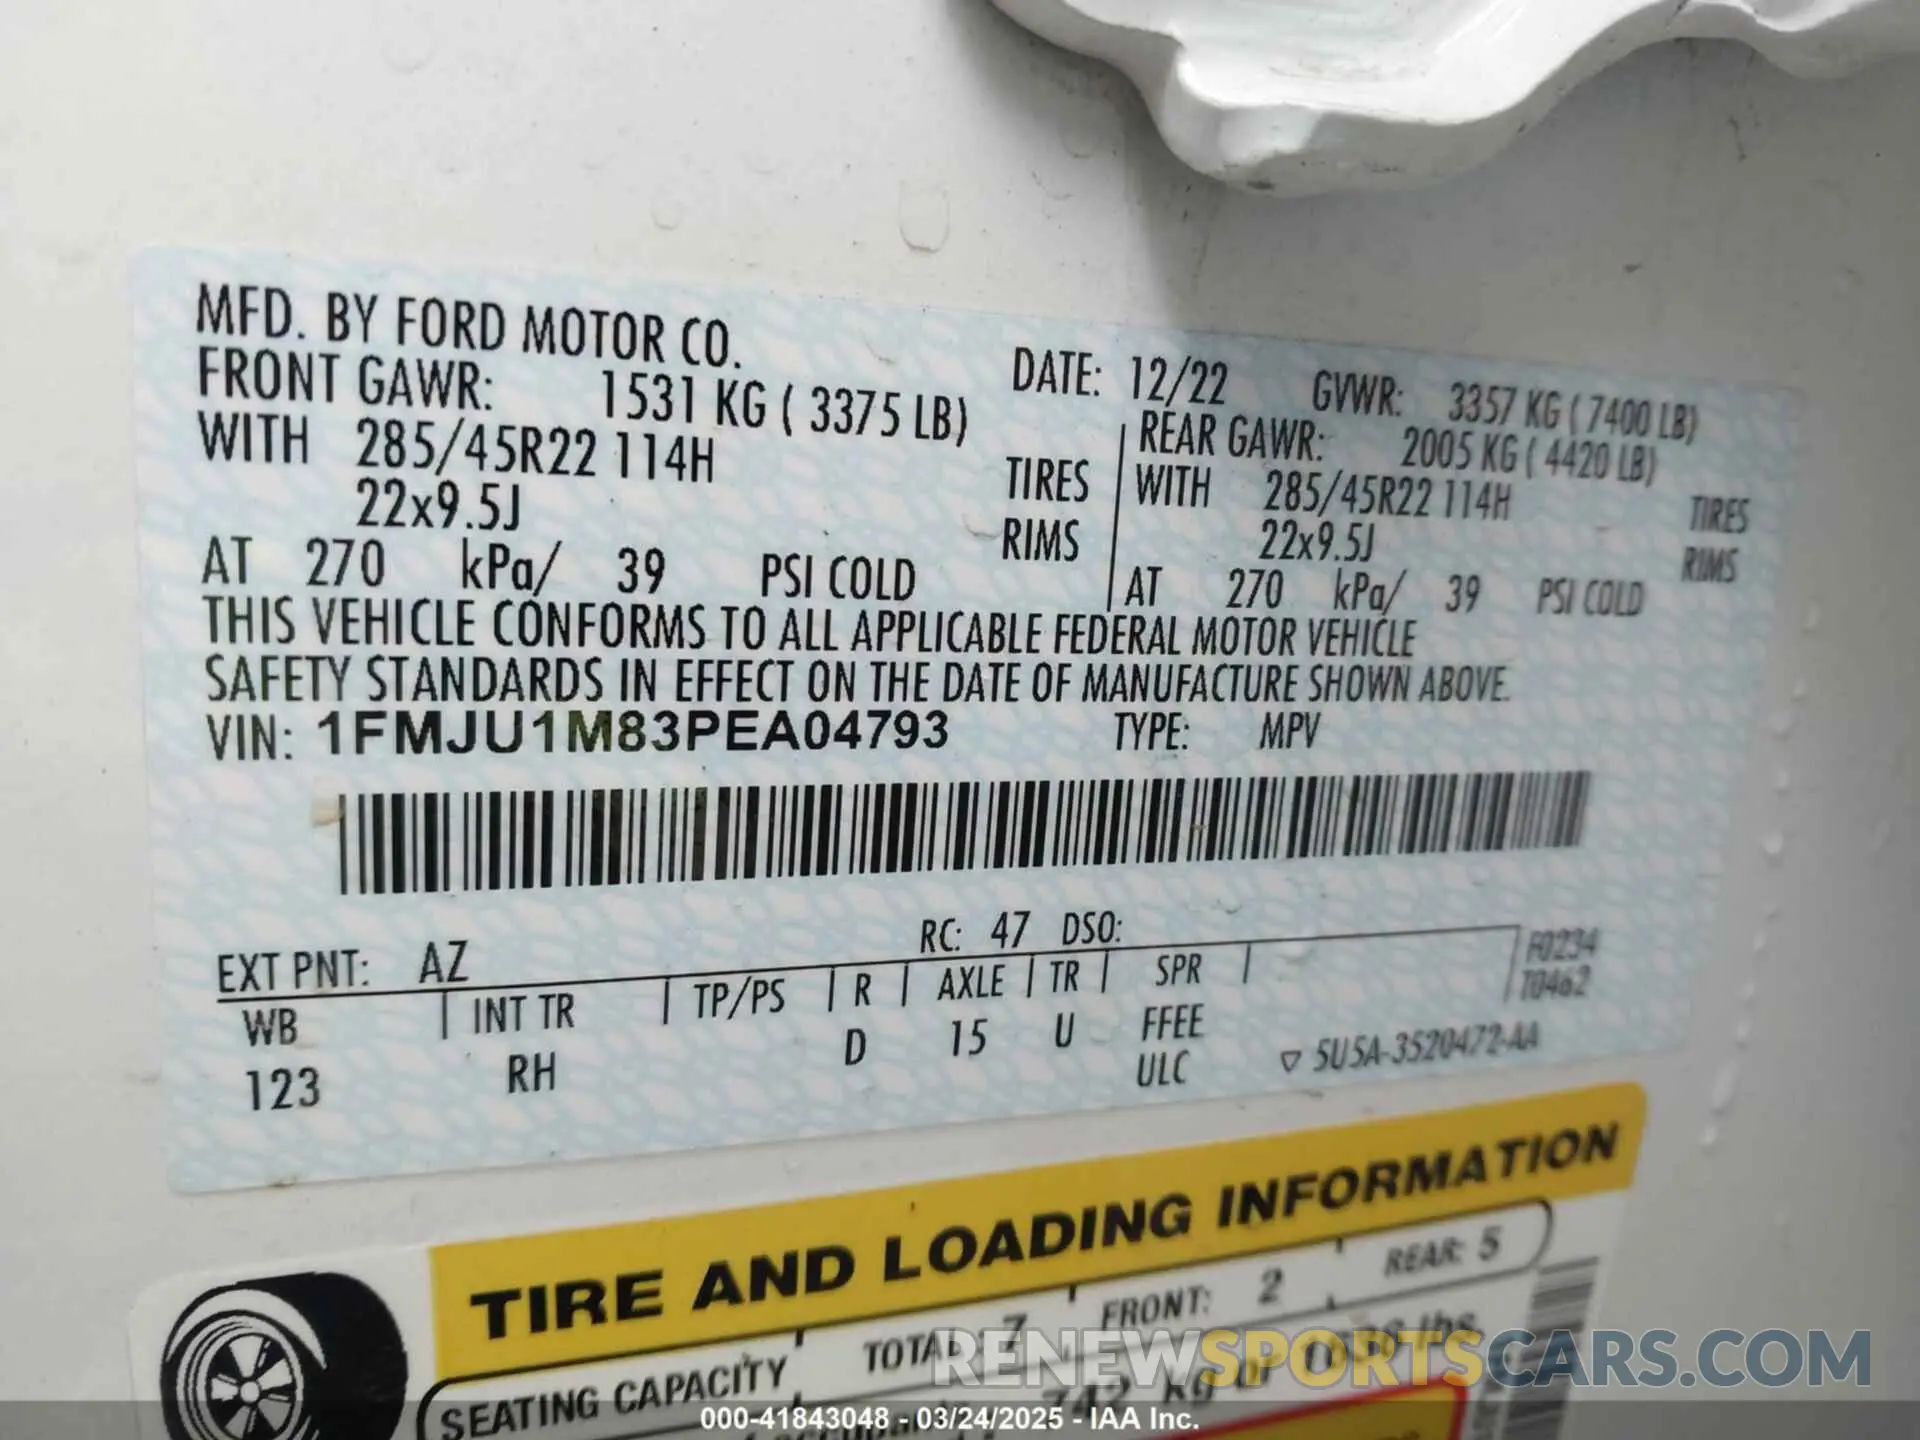 MFD. BY FORD MOTOR CO.
DATE: 12/22 GVWR: 3357 KG ( 7400 LB)
FRONT GAWR: 1531 KG ( 3375 LB)
WITH 285/45R22 114H TIRES
22x9.5J RIMS
AT 270 kPa/ 39 PSI COLD
REAR GAWR: 2005 KG ( 4420 LB)
WITH 285/45R22 114H TIRES
22x9.5J RIMS
AT 270 kPa/ 39 PSI COLD
THIS VEHICLE CONFORMS TO ALL APPLICABLE FEDERAL MOTOR VEHICLE
SAFETY STANDARDS IN EFFECT ON THE DATE OF MANUFACTURE SHOWN ABOVE.
VIN: 1FMJU1M83PEA04793 TYPE: MPV
EXT PNT: AZ RC: 47 DSO:
WB INT TR TP/PS R AXLE TR SPR F0234
T0462
123 RH D 15 U FFEE
ULC ▽ 5U5A-3520472-AA
TIRE AND LOADING INFORMATION
SEATING CAPACITY TOTAL: 7 FRONT: 2 REAR: 5
742 kg or 1636 lbs
RENEWSPORTSCARS.COM
000-41843048 - 03/24/2025 - IAA Inc.